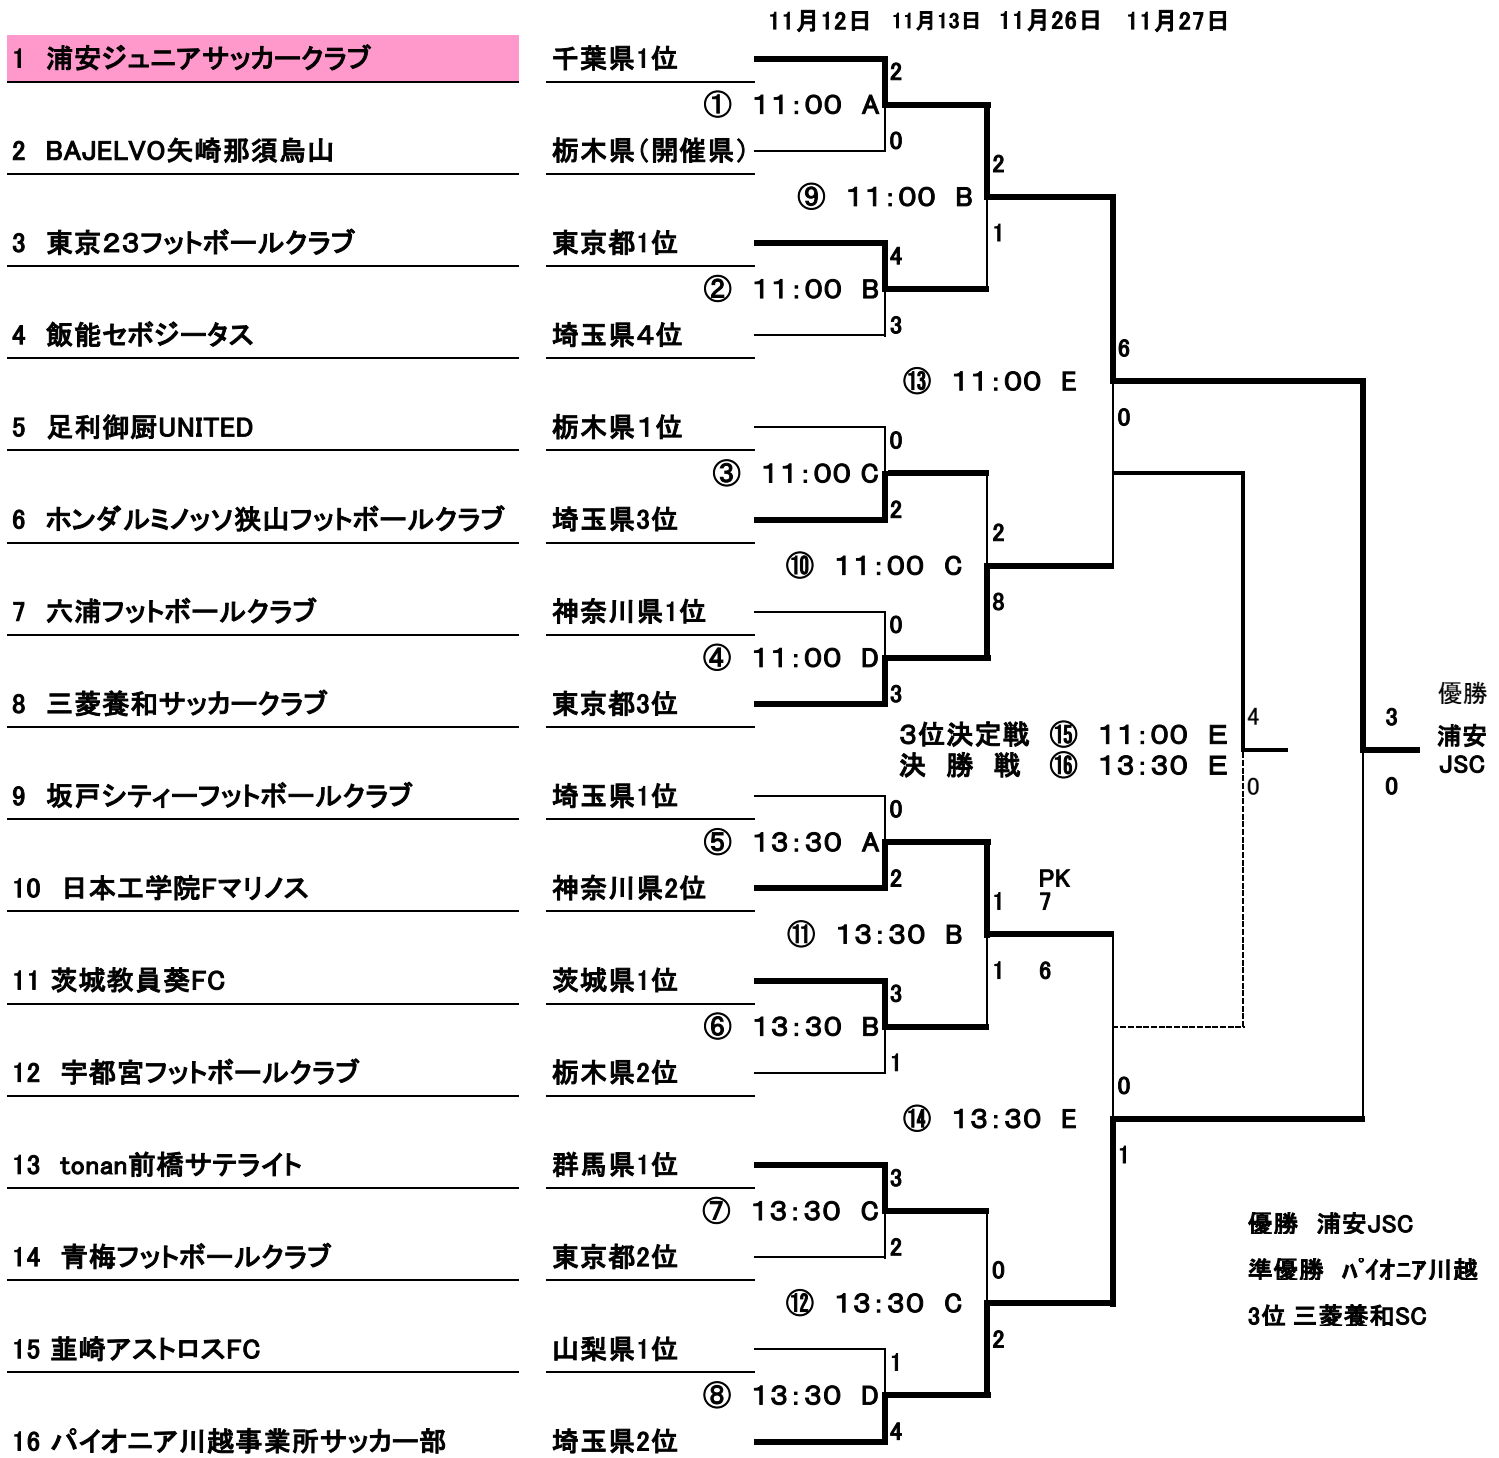 11月12日 11月13日 11月26日 11月27日
1 浦安ジュニアサッカークラブ 千葉県1位
2
① 11:00 A
0
2 BAJELVO矢崎那須烏山 栃木県(開催県)
2
⑨ 11:00 B
1
3 東京23フットボールクラブ 東京都1位
4
② 11:00 B
3
4 飯能セボジータス 埼玉県4位
6
⑬ 11:00 E
0
5 足利御厨UNITED 栃木県1位
0
③ 11:00 C
2
6 ホンダルミノッソ狭山フットボールクラブ 埼玉県3位
2
⑩ 11:00 C
8
7 六浦フットボールクラブ 神奈川県1位
0
④ 11:00 D
3
8 三菱養和サッカークラブ 東京都3位
優勝
4 3
3位決定戦 ⑮ 11:00 E 浦安
決勝戦 ⑯ 13:30 E JSC
0 0
9 坂戸シティーフットボールクラブ 埼玉県1位
0
⑤ 13:30 A
2
10 日本工学院Fマリノス 神奈川県2位
PK
1 7
⑪ 13:30 B
1 6
11 茨城教員葵FC 茨城県1位
3
⑥ 13:30 B
1
12 宇都宮フットボールクラブ 栃木県2位
0
⑭ 13:30 E
1
13 tonan前橋サテライト 群馬県1位
3
⑦ 13:30 C
2
優勝 浦安JSC
14 青梅フットボールクラブ 東京都2位
0
準優勝 パイオニア川越
⑫ 13:30 C
3位 三菱養和SC
2
15 韮崎アストロスFC 山梨県1位
1
⑧ 13:30 D
4
16 パイオニア川越事業所サッカー部 埼玉県2位